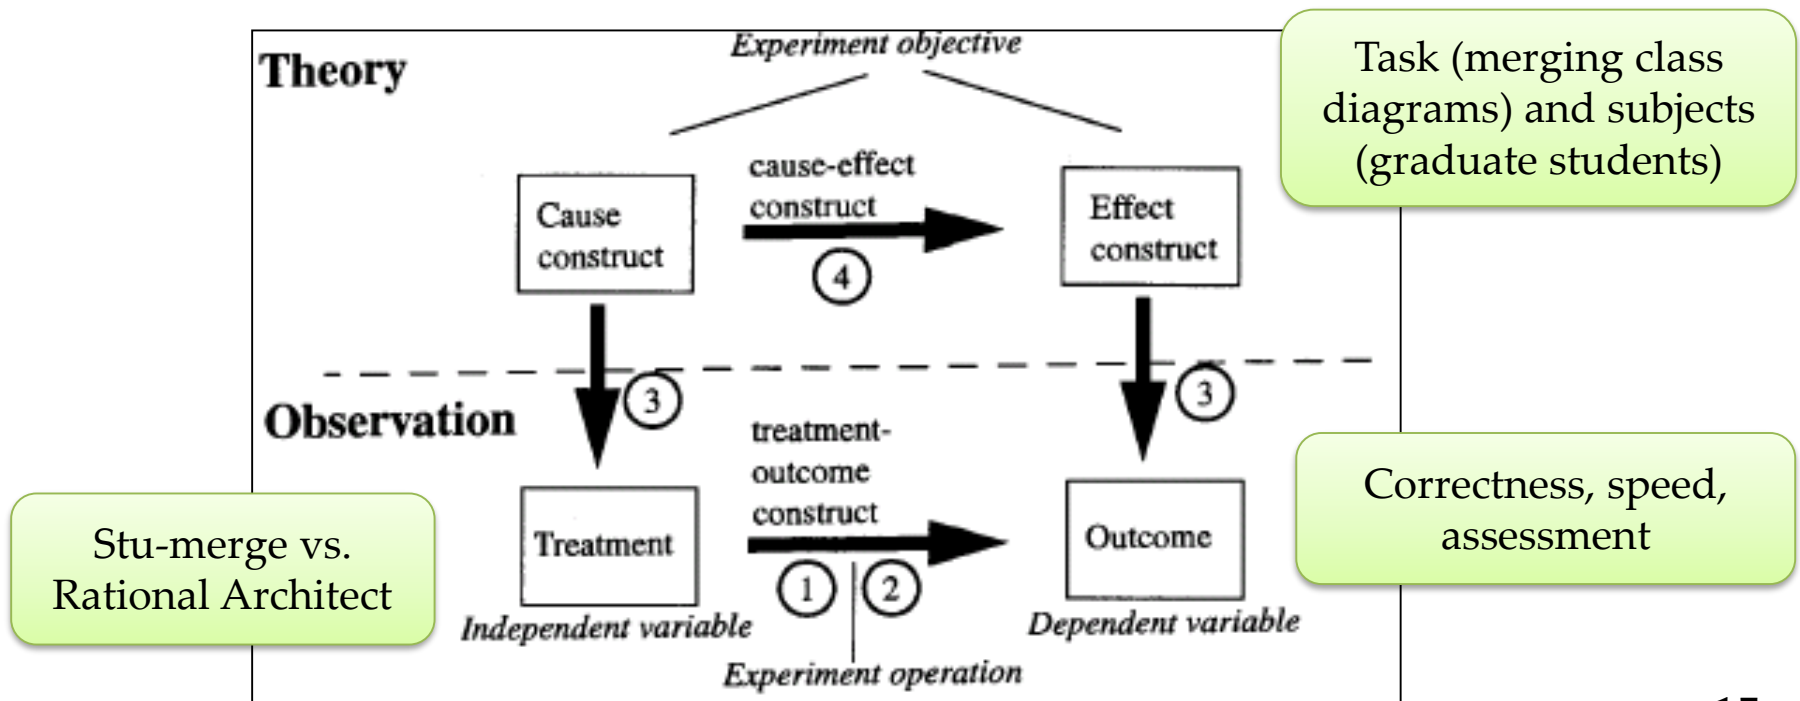 Experiment objective
Theory
Task (merging class
diagrams) and subjects
(graduate students)
cause-effect
construct
Cause
construct
Effect
construct
4
3
3
Observation
treatment-
outcome
construct
Correctness, speed,
assessment
Stu-merge vs.
Rational Architect
Treatment
Outcome
1
2
Independent variable
Dependent variable
Experiment operation